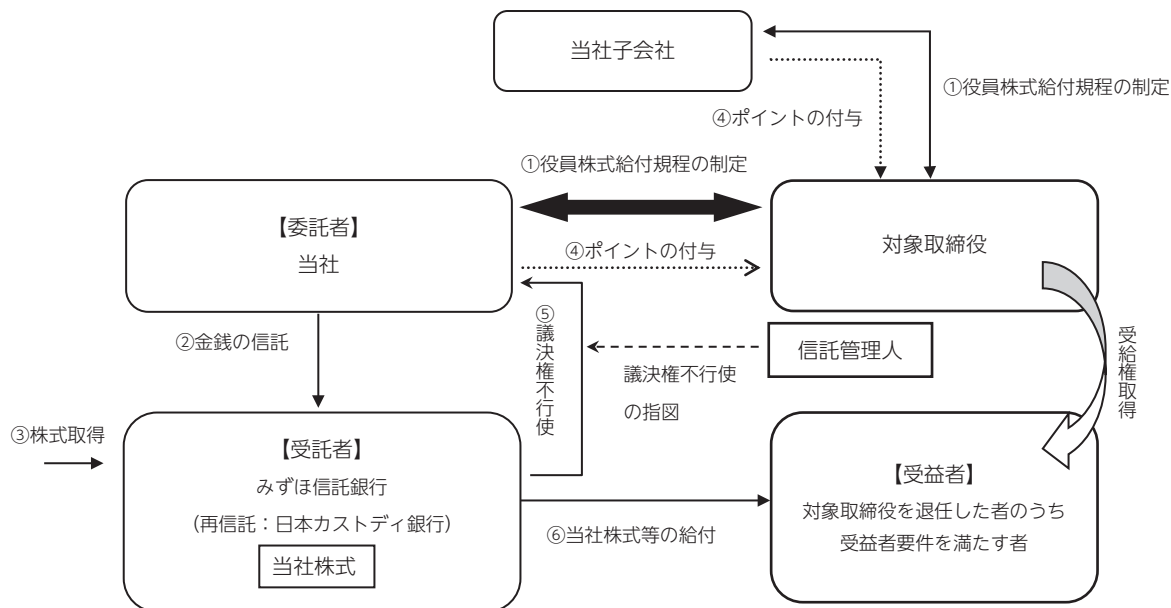 当社子会社
①役員株式給付規程の制定
④ポイントの付与
①役員株式給付規程の制定
【委託者】
当社
④ポイントの付与
対象取締役
②金銭の信託
⑤議決権不行使
信託管理人
議決権不行使
の指図
受給権取得
③株式取得
【受託者】
みずほ信託銀行
(再信託：日本カストディ銀行)
当社株式
⑥当社株式等の給付
【受益者】
対象取締役を退任した者のうち
受益者要件を満たす者